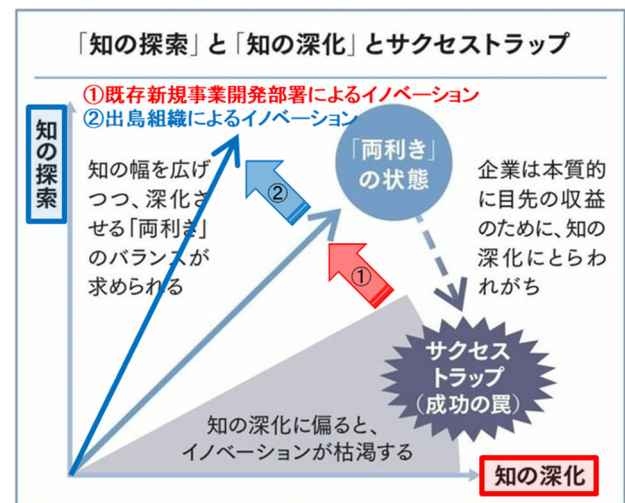 「知の探索」と「知の深化」とサクセストラップ
①既存新規事業開発部署によるイノベーション
②出島組織によるイノベーション
知の探索
知の幅を広げ
つつ、深化さ
せる「両利き」
のバランスが
求められる
②
「両利き」
の状態
企業は本質的
に目先の収益
のために、知の
深化にとらわ
れがち
①
サクセス
トラップ
(成功の罠)
知の深化に偏ると、
イノベーションが枯渇する
知の深化